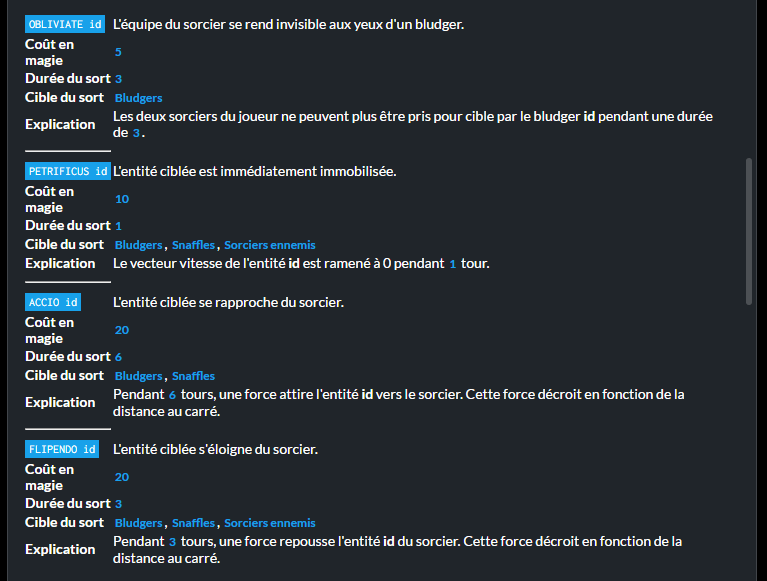 OBLIVIATE id L'équipe du sorcier se rend invisible aux yeux d'un bludger.
Coût en
magie 5
Durée du sort 3
Cible du sort Bludgers
Explication Les deux sorciers du joueur ne peuvent plus être pris pour cible par le bludger id pendant une durée
de 3 .
PETRIFICUS id L'entité ciblée est immédiatement immobilisée.
Coût en
magie 10
Durée du sort 1
Cible du sort Bludgers , Snaffles , Sorciers ennemis
Explication Le vecteur vitesse de l'entité id est ramené à 0 pendant 1 tour.
ACCIO id L'entité ciblée se rapproche du sorcier.
Coût en
magie 20
Durée du sort 6
Cible du sort Bludgers , Snaffles
Explication Pendant 6 tours, une force attire l'entité id vers le sorcier. Cette force décroit en fonction de la
distance au carré.
FLIPENDO id L'entité ciblée s'éloigne du sorcier.
Coût en
magie 20
Durée du sort 3
Cible du sort Bludgers , Snaffles , Sorciers ennemis
Explication Pendant 3 tours, une force repousse l'entité id du sorcier. Cette force décroit en fonction de la
distance au carré.